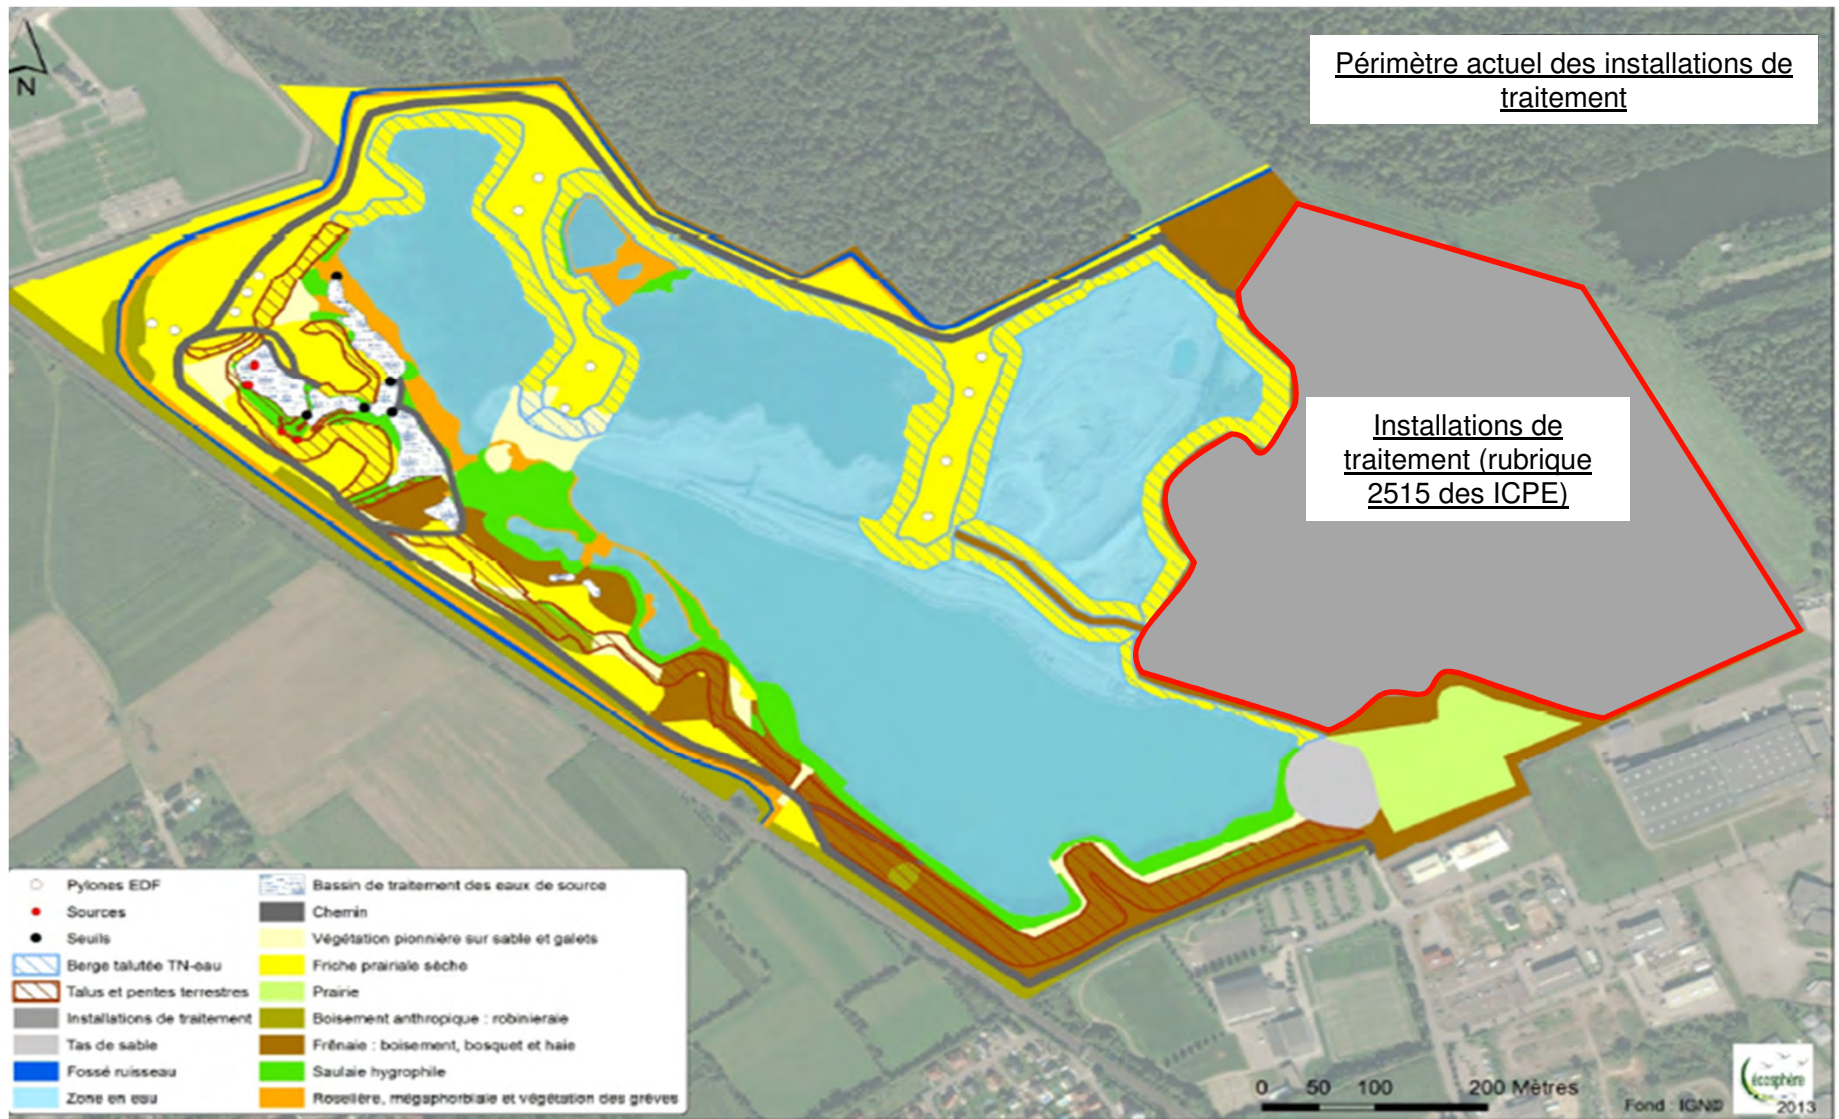 N
Périmètre actuel des installations de
traitement
Installations de
traitement (rubrique
2515 des ICPE)
Pylones EDF
Sources
Seuils
Berge talutée TN-eau
Talus et pentes terrestres
Installations de traitement
Tas de sable
Fossé ruisseau
Zone en eau
Bassin de traitement des eaux de source
Chemin
Végétation pionnière sur sable et galets
Friche prairiale sèche
Prairie
Boisement anthropique : robinieraie
Frênaie : boisement, bosquet et haie
Saulaie hygrophile
Roselière, mégaphorbiaie et végétation des grèves
0 50 100 200 Mètres
écosphère
Fond : IGN© 2013